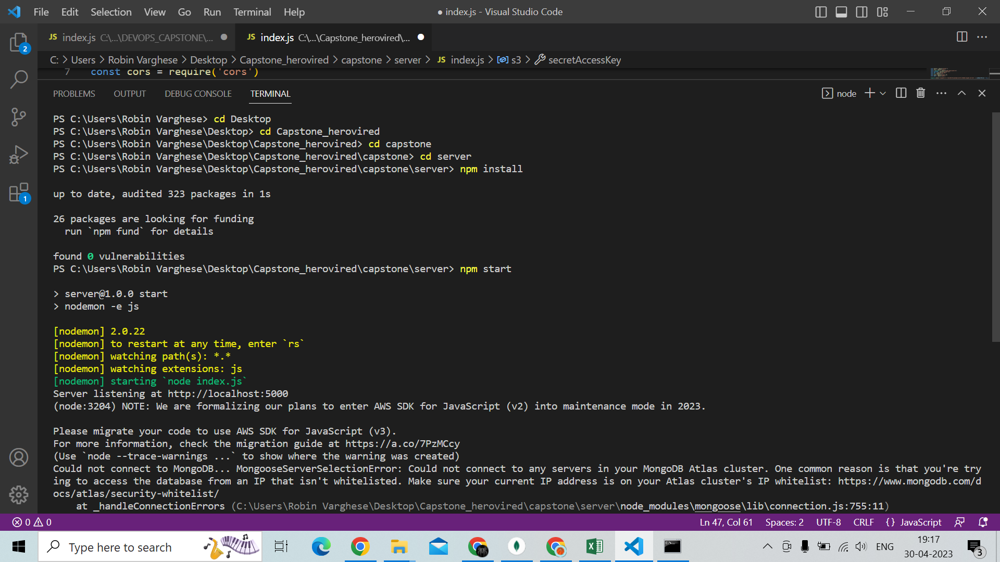 File Edit Selection View Go Run Terminal Help
● index.js - Visual Studio Code
2
JS index.js C:\...\DEVOPS_CAPSTONE\... ●
JS index.js C:\...\Capstone_herovired\... ●
C: > Users > Robin Varghese > Desktop > Capstone_herovired > capstone > server > JS index.js > s3 > secretAccessKey
7 const cors = require('cors')
PROBLEMS OUTPUT DEBUG CONSOLE TERMINAL
node
PS C:\Users\Robin Varghese> cd Desktop
PS C:\Users\Robin Varghese\Desktop> cd Capstone_herovired
PS C:\Users\Robin Varghese\Desktop\Capstone_herovired> cd capstone
PS C:\Users\Robin Varghese\Desktop\Capstone_herovired\capstone> cd server
PS C:\Users\Robin Varghese\Desktop\Capstone_herovired\capstone\server> npm install
1
up to date, audited 323 packages in 1s
26 packages are looking for funding
run `npm fund` for details
found 0 vulnerabilities
PS C:\Users\Robin Varghese\Desktop\Capstone_herovired\capstone\server> npm start
> server@1.0.0 start
> nodemon -e js
[nodemon] 2.0.22
[nodemon] to restart at any time, enter `rs`
[nodemon] watching path(s): *.*
[nodemon] watching extensions: js
[nodemon] starting `node index.js`
Server listening at http://localhost:5000
(node:3204) NOTE: We are formalizing our plans to enter AWS SDK for JavaScript (v2) into maintenance mode in 2023.
Please migrate your code to use AWS SDK for JavaScript (v3).
For more information, check the migration guide at https://a.co/7PzMCcy
(Use `node --trace-warnings ...` to show where the warning was created)
Could not connect to MongoDB... MongooseServerSelectionError: Could not connect to any servers in your MongoDB Atlas cluster. One common reason is that you're try
ing to access the database from an IP that isn't whitelisted. Make sure your current IP address is on your Atlas cluster's IP whitelist: https://www.mongodb.com/d
ocs/atlas/security-whitelist/
at _handleConnectionErrors (C:\Users\Robin Varghese\Desktop\Capstone_herovired\capstone\server\node_modules\mongoose\lib\connection.js:755:11)
0 0
Ln 47, Col 61 Spaces: 2 UTF-8 CRLF {} JavaScript
Type here to search
ENG
19:17
30-04-2023
3